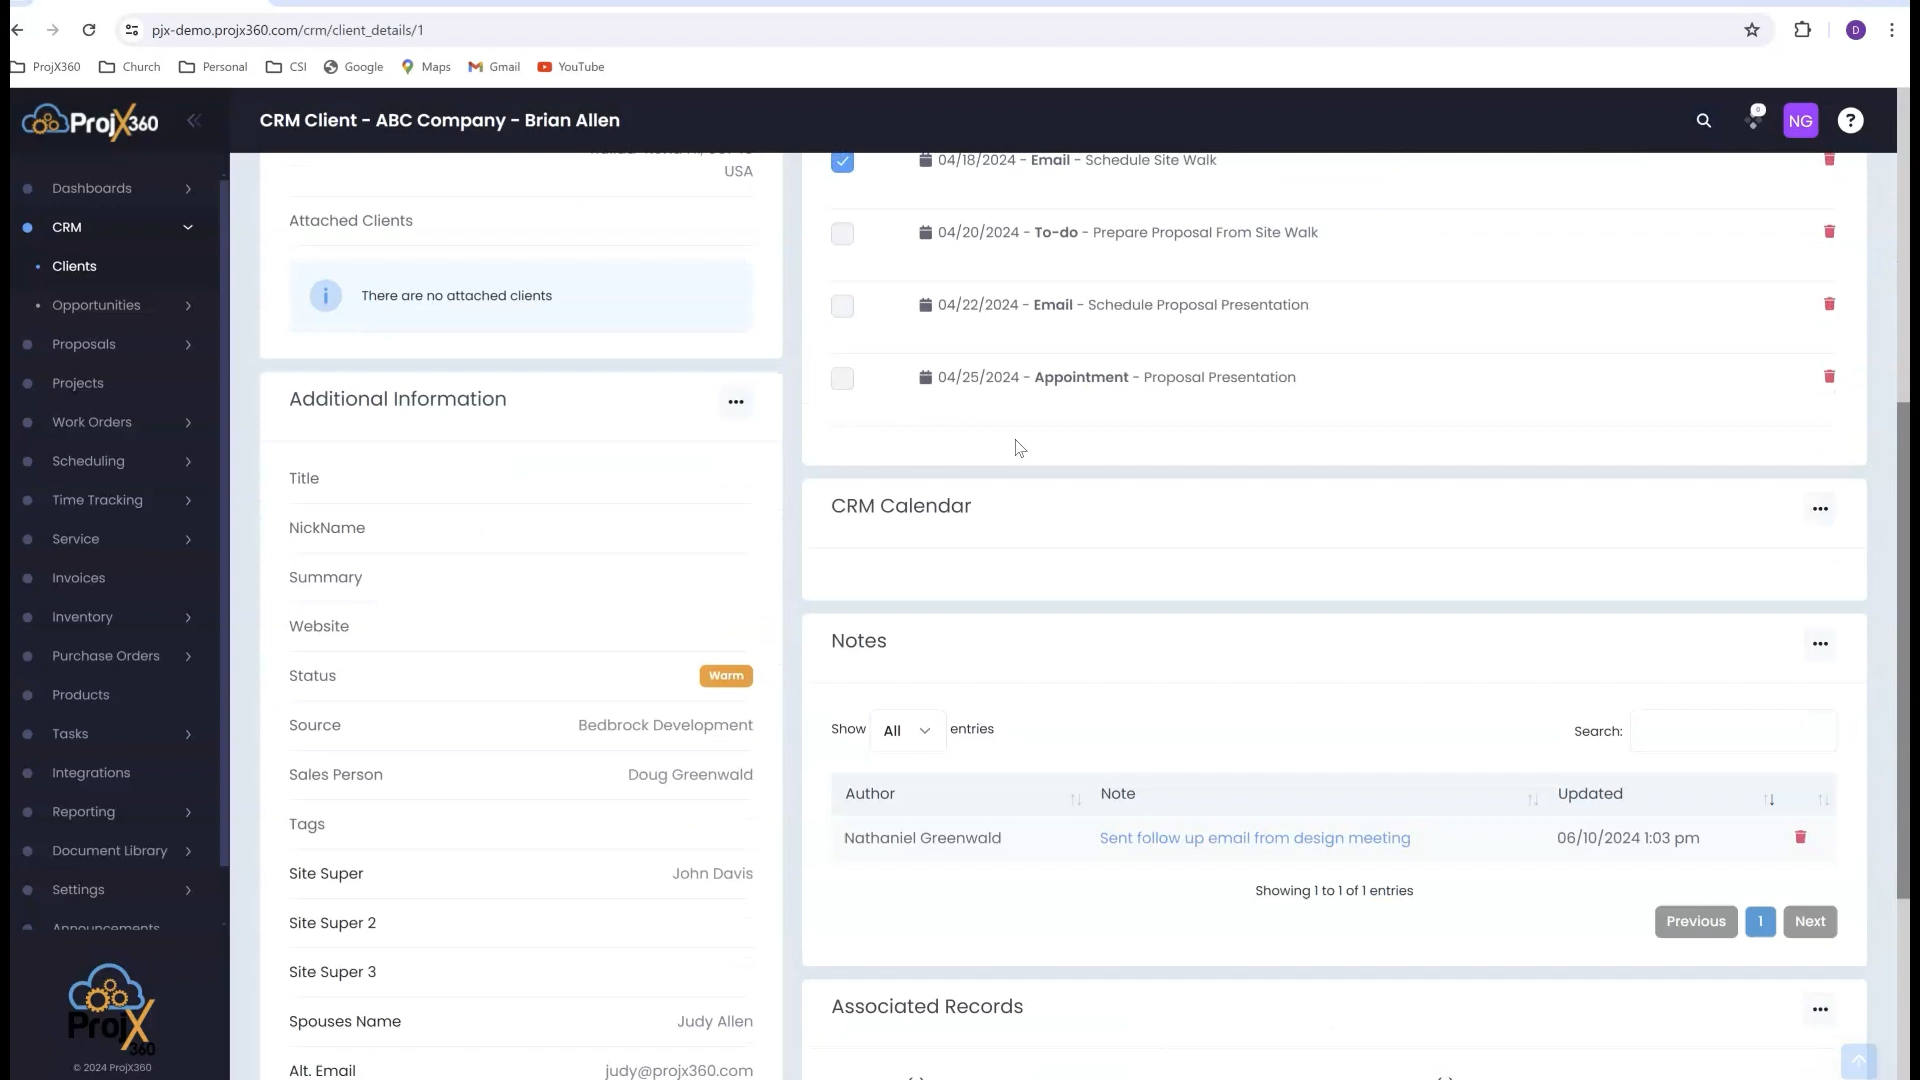 pjx-demo.projx360.com/crm/client_details/1
D
ProjX360
Church
Personal
CSI
Google
Maps
Gmail
YouTube
ProjX360
CRM Client - ABC Company - Brian Allen
0
NG
?
Dashboards
CRM
Clients
Opportunities
Proposals
Projects
Work Orders
Scheduling
Time Tracking
Service
Invoices
Inventory
Purchase Orders
Products
Tasks
Integrations
Reporting
Document Library
Settings
Announcements
ProjX
360
© 2024 ProjX360
USA
Attached Clients
There are no attached clients
Additional Information
Title
NickName
Summary
Website
Status Warm
Source Bedbrock Development
Sales Person Doug Greenwald
Tags
Site Super John Davis
Site Super 2
Site Super 3
Spouses Name Judy Allen
Alt. Email judy@projx360.com
04/18/2024 - Email - Schedule Site Walk
04/20/2024 - To-do - Prepare Proposal From Site Walk
04/22/2024 - Email - Schedule Proposal Presentation
04/25/2024 - Appointment - Proposal Presentation
CRM Calendar
Notes
Show All entries Search:
Author Note Updated
Nathaniel Greenwald Sent follow up email from design meeting 06/10/2024 1:03 pm
Showing 1 to 1 of 1 entries
Previous 1 Next
Associated Records